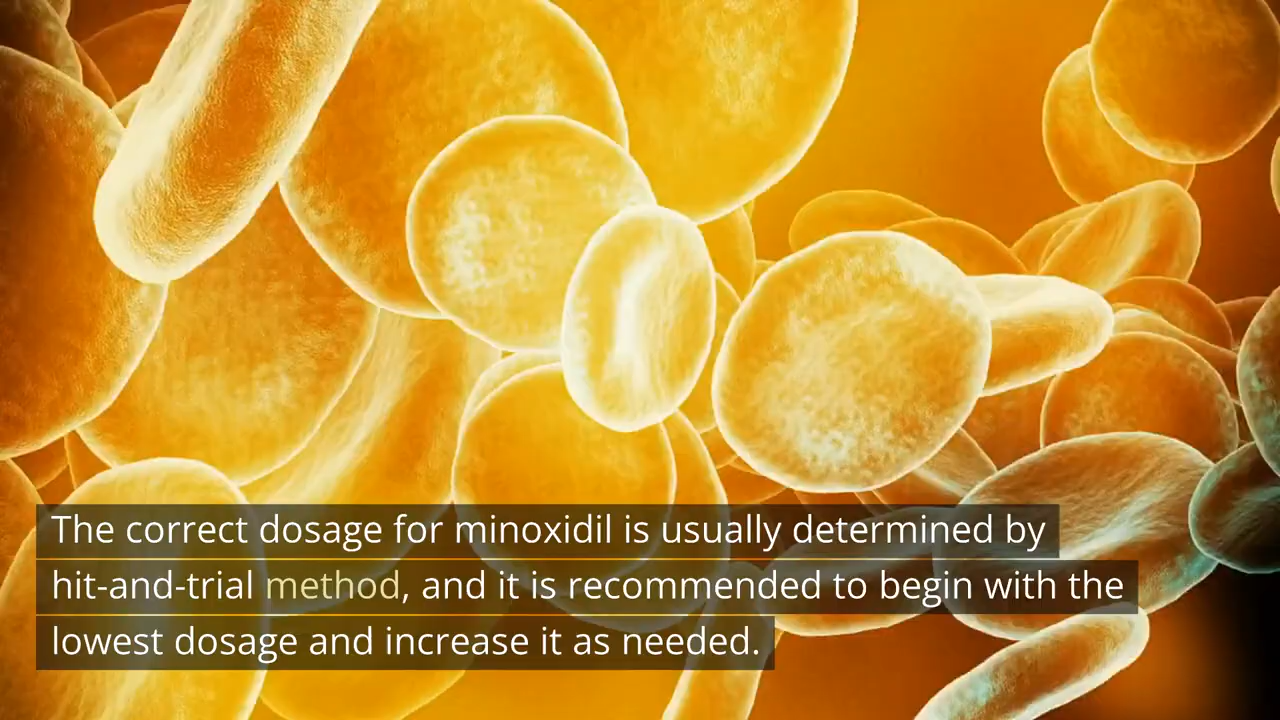 The correct dosage for minoxidil is usually determined by
hit-and-trial method, and it is recommended to begin with the
lowest dosage and increase it as needed.